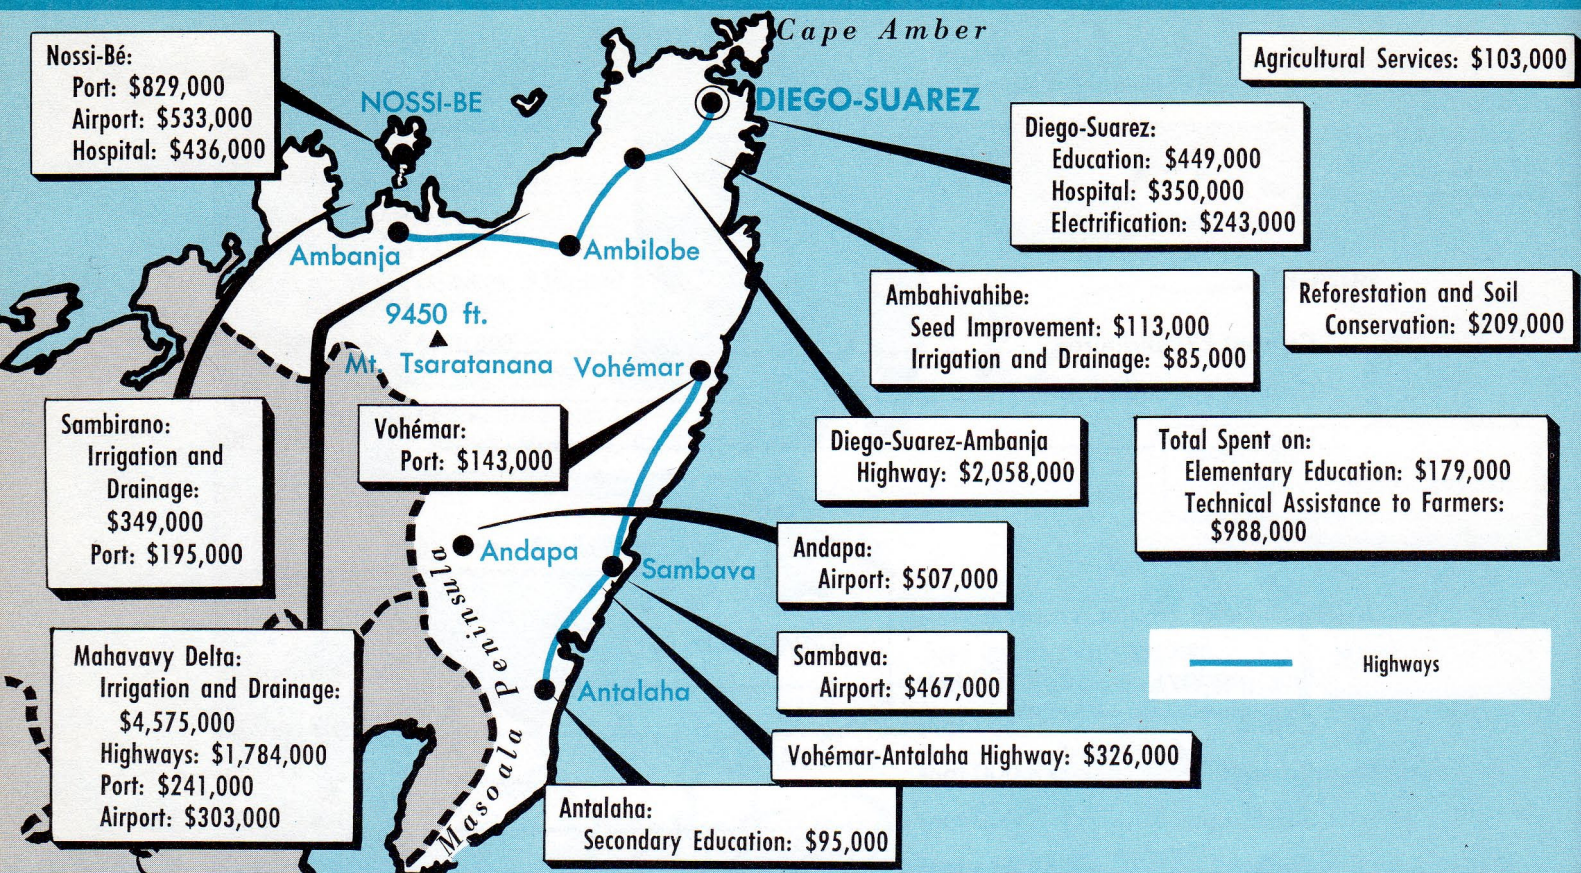 Cape Amber
Nossi-Bé:
Port: $829,000
Airport: $533,000
Hospital: $436,000
NOSSI-BE
DIEGO-SUAREZ
Agricultural Services: $103,000
Diego-Suarez:
Education: $449,000
Hospital: $350,000
Electrification: $243,000
Ambanja
Ambilobe
Ambahivahibe:
Seed Improvement: $113,000
Irrigation and Drainage: $85,000
Reforestation and Soil
Conservation: $209,000
9450 ft.
Mt. Tsaratanana
Vohémar
Sambirano:
Irrigation and
Drainage:
$349,000
Port: $195,000
Vohémar:
Port: $143,000
Diego-Suarez-Ambanja
Highway: $2,058,000
Total Spent on:
Elementary Education: $179,000
Technical Assistance to Farmers:
$988,000
Andapa
Sambava
Andapa:
Airport: $507,000
Masoala Peninsula
Mahavavy Delta:
Irrigation and Drainage:
$4,575,000
Highways: $1,784,000
Port: $241,000
Airport: $303,000
Antalaha
Sambava:
Airport: $467,000
Highways
Vohémar-Antalaha Highway: $326,000
Antalaha:
Secondary Education: $95,000